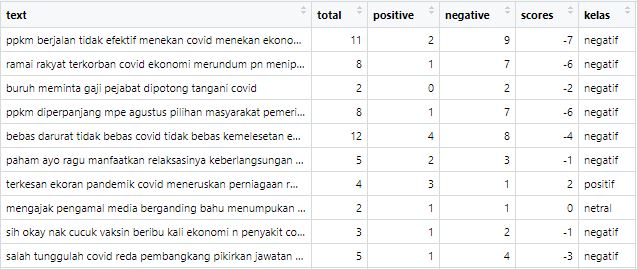 text total positive negative scores kelas
ppkm berjalan tidak efektif menekan covid menekan ekono... 11 2 9 -7 negatif
ramai rakyat terkorban covid ekonomi merundum pn menip... 8 1 7 -6 negatif
buruh meminta gaji pejabat dipotong tangani covid 2 0 2 -2 negatif
ppkm diperpanjang mpe agustus pilihan masyarakat pemeri... 8 1 7 -6 negatif
bebas darurat tidak bebas covid tidak bebas kemelesetan e... 12 4 8 -4 negatif
paham ayo ragu manfaatkan relaksasinya keberlangsungan ... 5 2 3 -1 negatif
terkesan ekoran pandemik covid meneruskan perniagaan r... 4 3 1 2 positif
mengajak pengamal media berganding bahu menumpukan ... 2 1 1 0 netral
sih okay nak cucuk vaksin beribu kali ekonomi n penyakit co... 3 1 2 -1 negatif
salah tunggulah covid reda pembangkang pikirkan jawatan ... 5 1 4 -3 negatif